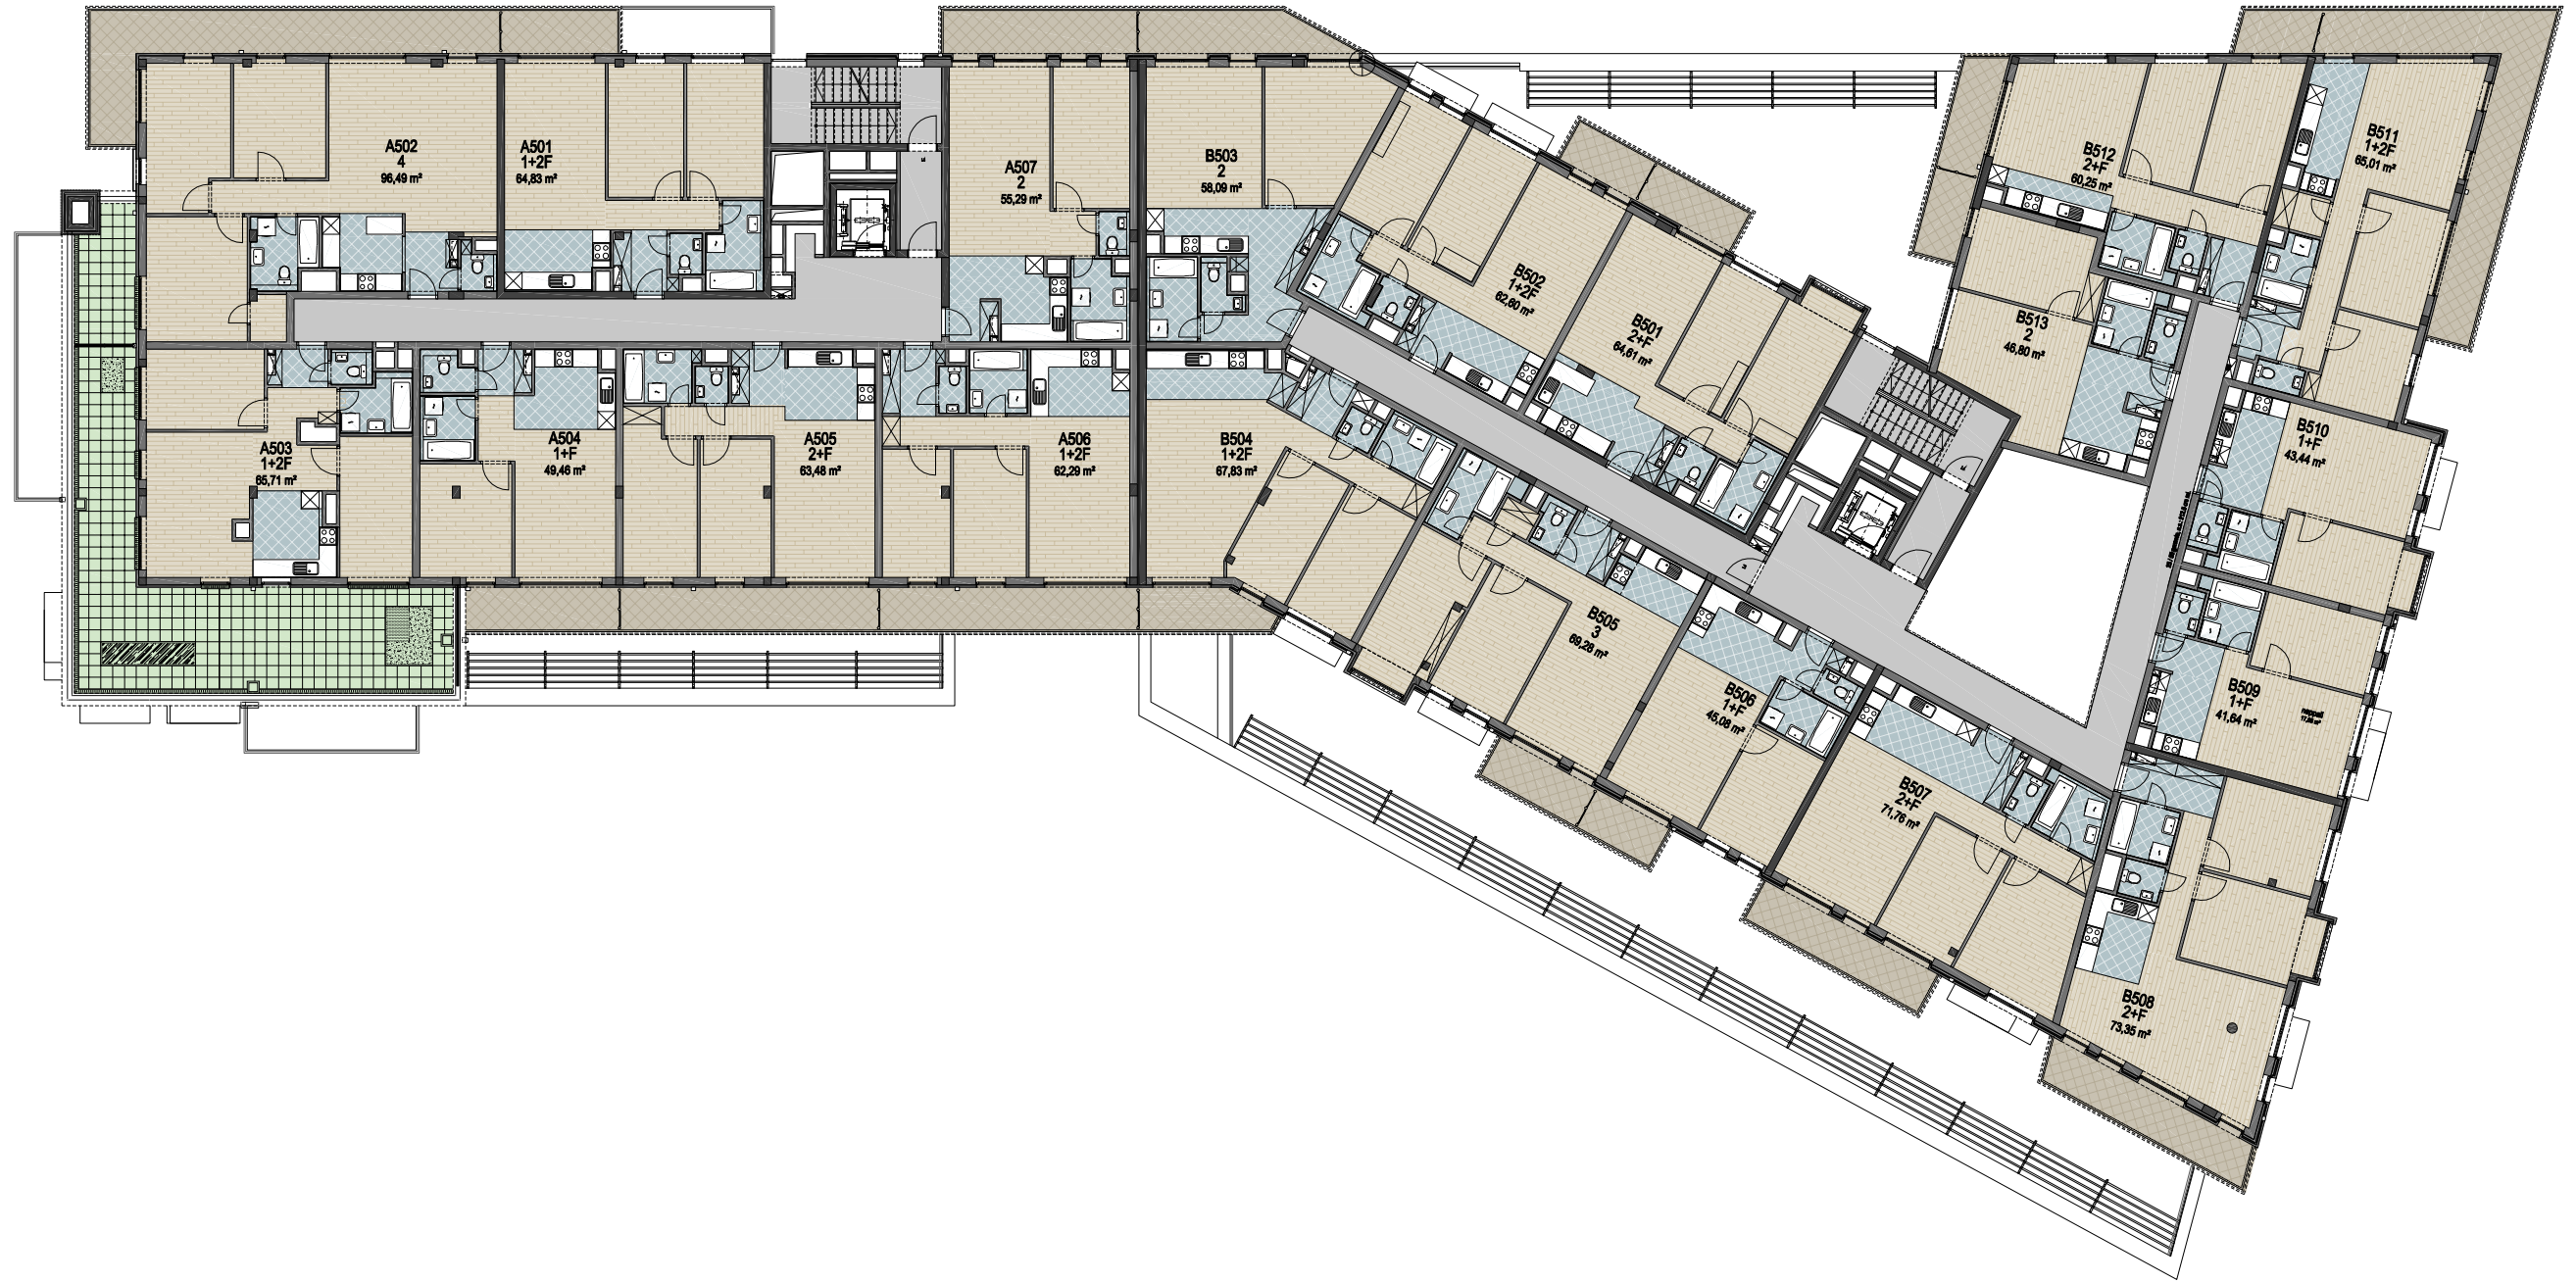 A502
4
96,49 m²
A501
1+2F
64,83 m²
A507
2
55,29 m²
B503
2
58,09 m²
B502
1+2F
62,60 m²
B501
2+F
64,61 m²
B512
2+F
60,25 m²
B511
1+2F
65,01 m²
B513
2
46,80 m²
A503
1+2F
65,71 m²
A504
1+F
49,46 m²
A505
2+F
63,48 m²
A506
1+2F
62,29 m²
B504
1+2F
67,83 m²
B510
1+F
43,44 m²
B505
3
69,28 m²
B506
1+F
45,08 m²
B509
1+F
41,64 m²
nappali
B507
2+F
71,76 m²
B508
2+F
73,35 m²